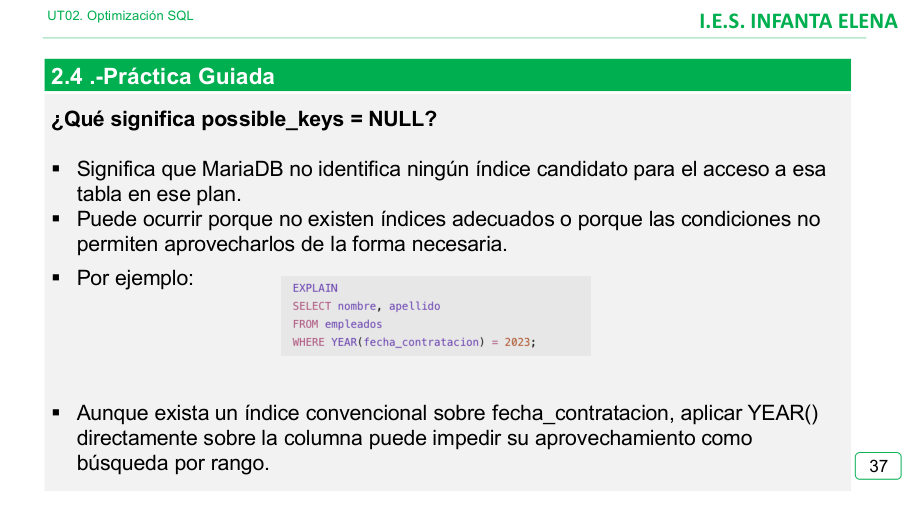 UT02. Optimización SQL
I.E.S. INFANTA ELENA
2.4 .-Práctica Guiada
¿Qué significa possible_keys = NULL?
▪ Significa que MariaDB no identifica ningún índice candidato para el acceso a esa
tabla en ese plan.
▪ Puede ocurrir porque no existen índices adecuados o porque las condiciones no
permiten aprovecharlos de la forma necesaria.
▪ Por ejemplo:
EXPLAIN
SELECT nombre, apellido
FROM empleados
WHERE YEAR(fecha_contratacion) = 2023;
▪ Aunque exista un índice convencional sobre fecha_contratacion, aplicar YEAR()
directamente sobre la columna puede impedir su aprovechamiento como
búsqueda por rango.
37